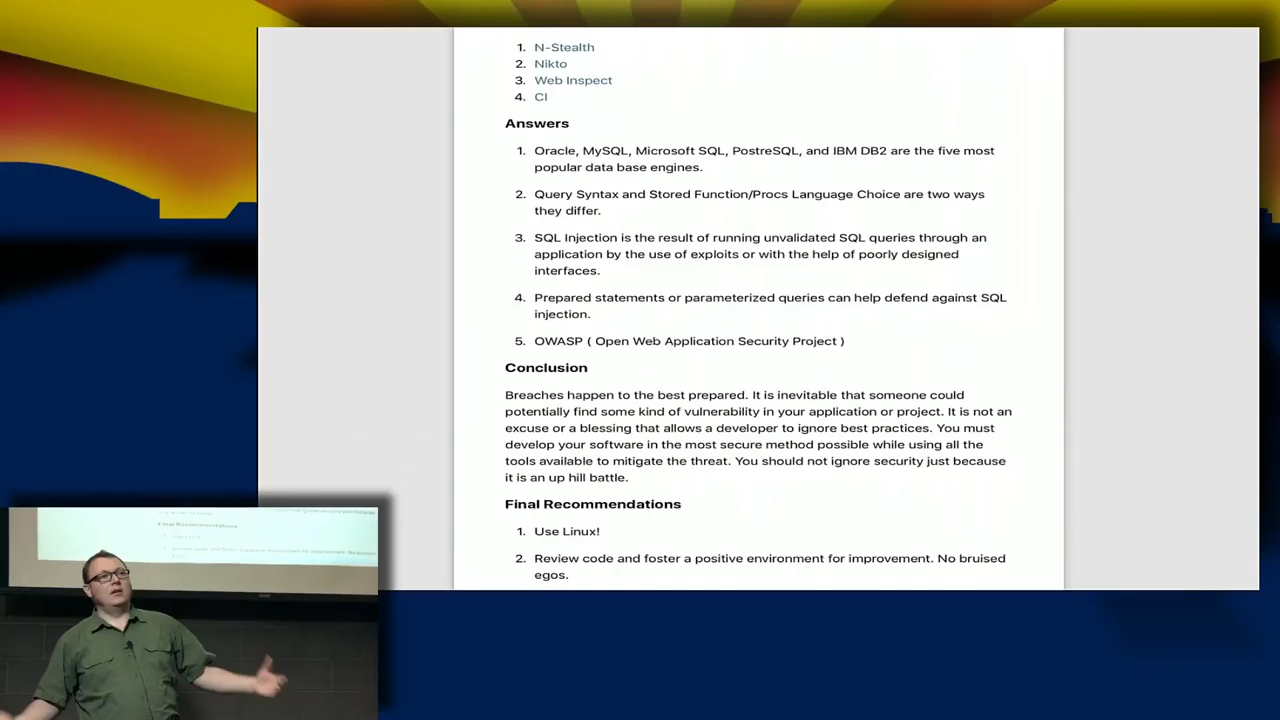 1. N-Stealth
2. Nikto
3. Web Inspect
4. CI
Answers
1. Oracle, MySQL, Microsoft SQL, PostreSQL, and IBM DB2 are the five most
popular data base engines.
2. Query Syntax and Stored Function/Procs Language Choice are two ways
they differ.
3. SQL Injection is the result of running unvalidated SQL queries through an
application by the use of exploits or with the help of poorly designed
interfaces.
4. Prepared statements or parameterized queries can help defend against SQL
injection.
5. OWASP ( Open Web Application Security Project )
Conclusion
Breaches happen to the best prepared. It is inevitable that someone could
potentially find some kind of vulnerability in your application or project. It is not an
excuse or a blessing that allows a developer to ignore best practices. You must
develop your software in the most secure method possible while using all the
tools available to mitigate the threat. You should not ignore security just because
it is an up hill battle.
Final Recommendations
1. Use Linux!
2. Review code and foster a positive environment for improvement. No bruised
egos.
Final Recommendations
1. Use Linux!